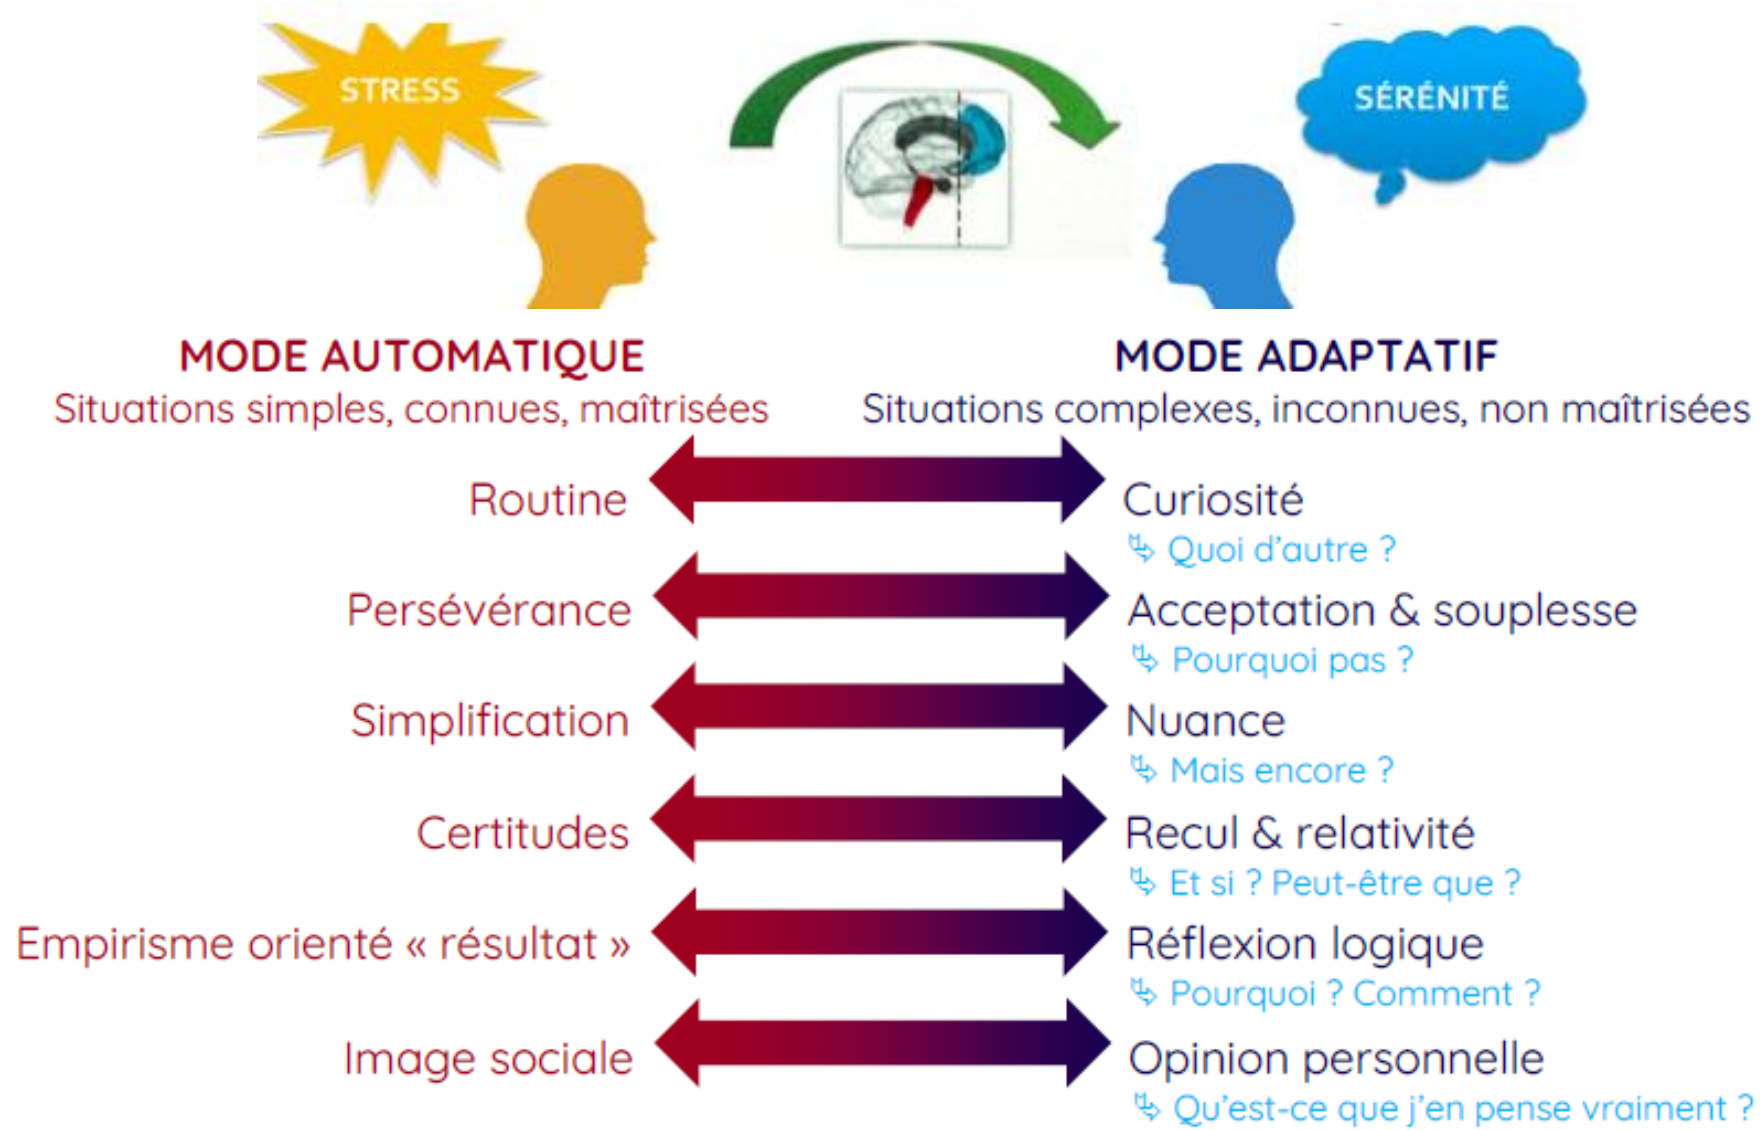 STRESS
SÉRÉNITÉ
MODE AUTOMATIQUE
Situations simples, connues, maîtrisées
MODE ADAPTATIF
Situations complexes, inconnues, non maîtrisées
Routine
Curiosité
↳ Quoi d'autre ?
Persévérance
Acceptation & souplesse
↳ Pourquoi pas ?
Simplification
Nuance
↳ Mais encore ?
Certitudes
Recul & relativité
↳ Et si ? Peut-être que ?
Empirisme orienté « résultat »
Réflexion logique
↳ Pourquoi ? Comment ?
Image sociale
Opinion personnelle
↳ Qu'est-ce que j'en pense vraiment ?